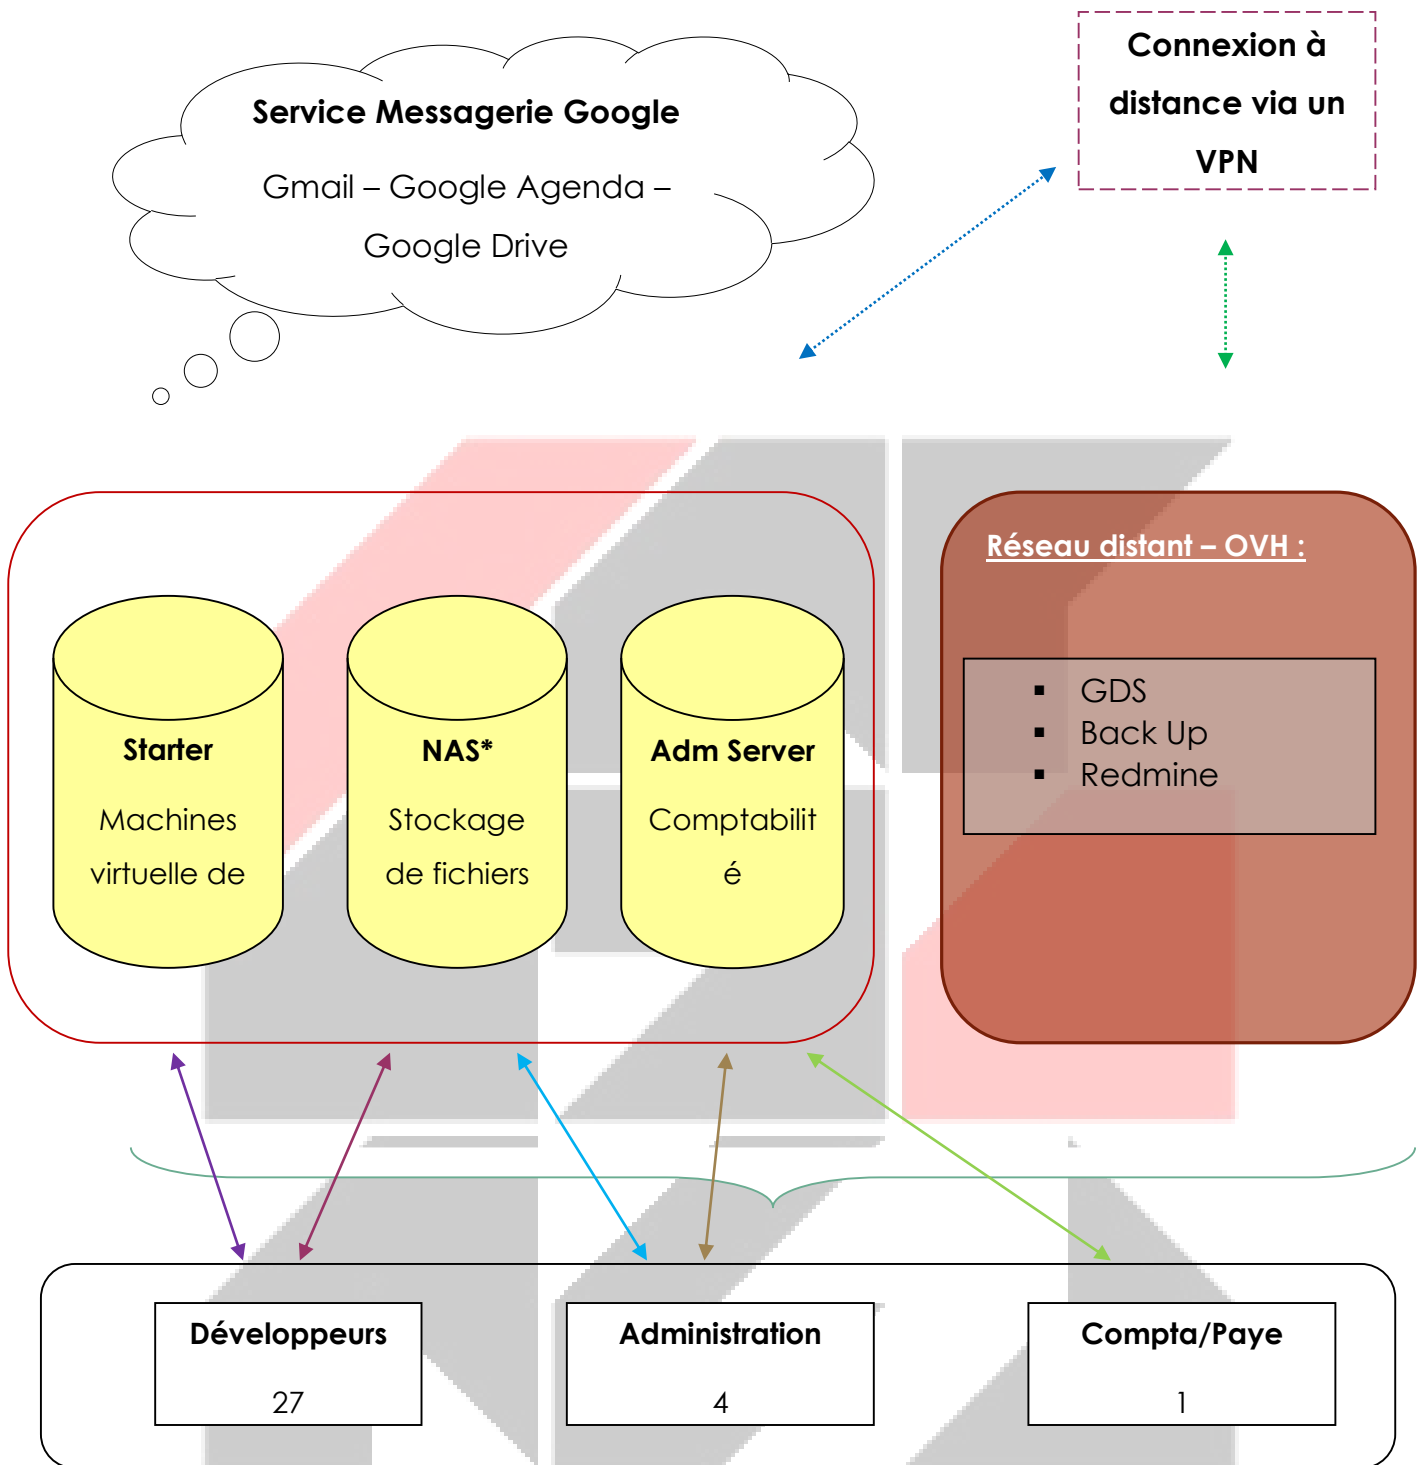 Connexion à
distance via un
VPN
Service Messagerie Google
Gmail – Google Agenda –
Google Drive
Réseau distant – OVH :
▪ GDS
▪ Back Up
▪ Redmine
Starter
Machines
virtuelle de
NAS*
Stockage
de fichiers
Adm Server
Comptabilit
é
Développeurs
27
Administration
4
Compta/Paye
1